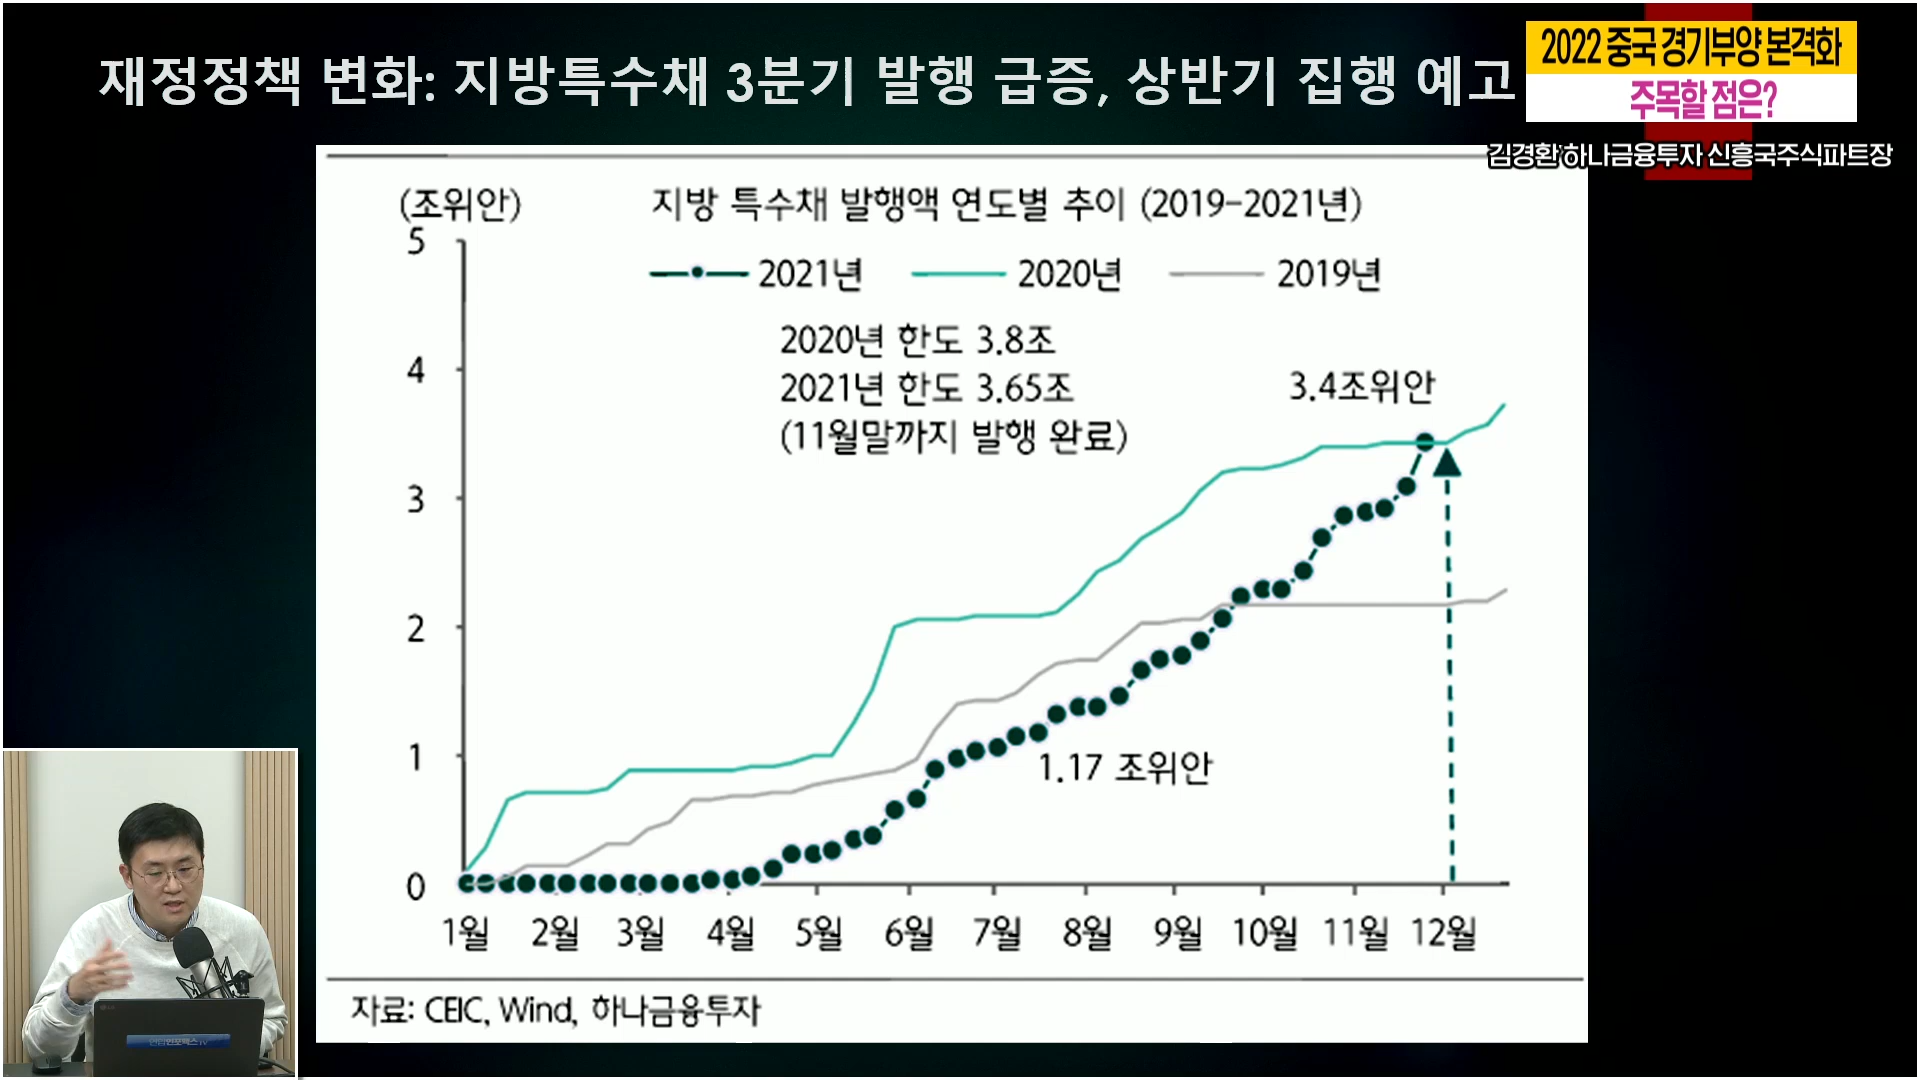 재정정책 변화: 지방특수채 3분기 발행 급증, 상반기 집행 예고
2022 중국 경기부양 본격화
주목할 점은?
김경환 하나금융투자 신흥국주식파트장
(조위안)
지방 특수채 발행액 연도별 추이 (2019-2021년)
2021년
2020년
2019년
2020년 한도 3.8조
2021년 한도 3.65조
(11월말까지 발행 완료)
3.4조위안
1.17 조위안
5
4
3
2
1
0
1월 2월 3월 4월 5월 6월 7월 8월 9월 10월 11월 12월
자료: CEIC, Wind, 하나금융투자
연합인포맥스TV